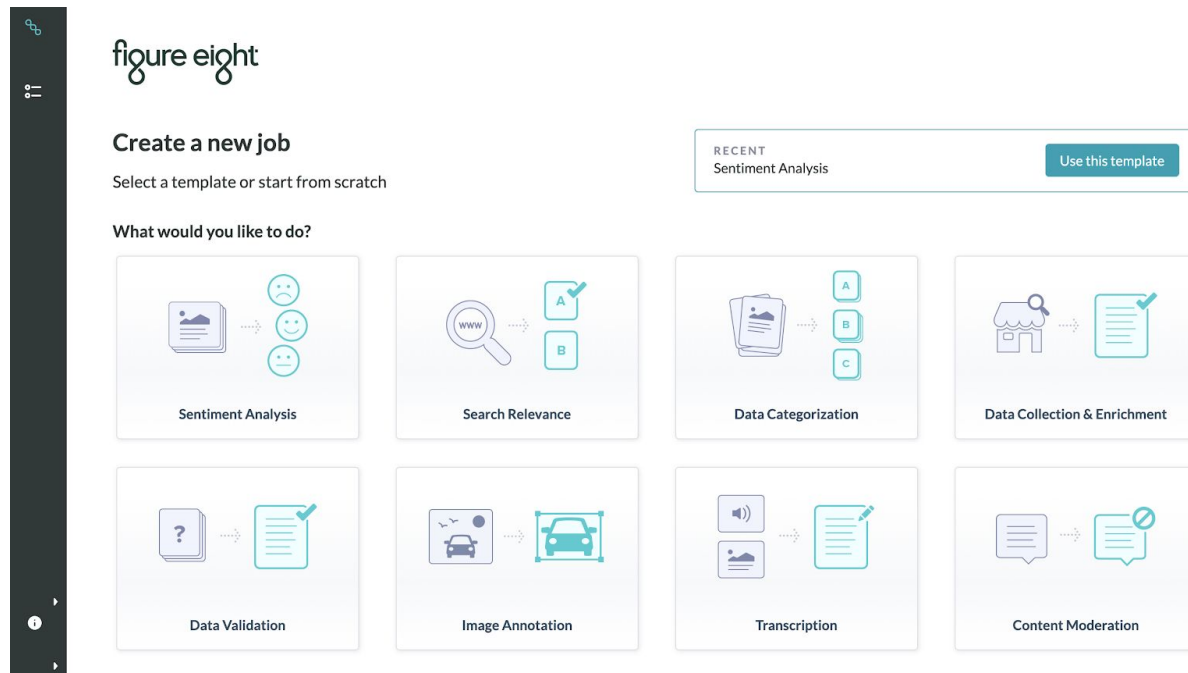 figure eight
Create a new job
Select a template or start from scratch
RECENT
Sentiment Analysis
Use this template
What would you like to do?
A
B
WWW
A
B
C
Sentiment Analysis
Search Relevance
Data Categorization
Data Collection & Enrichment
?
Data Validation
Image Annotation
Transcription
Content Moderation